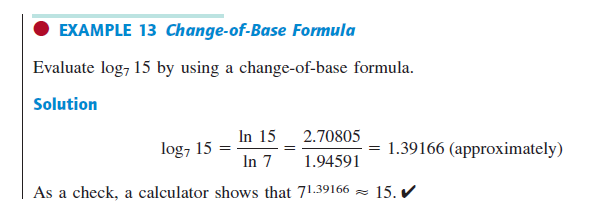 EXAMPLE 13 Change-of-Base Formula
Evaluate log₇ 15 by using a change-of-base formula.
Solution
log₇ 15 = ln 15 / ln 7 = 2.70805 / 1.94591 = 1.39166 (approximately)
As a check, a calculator shows that 7^1.39166 ≈ 15. ✔